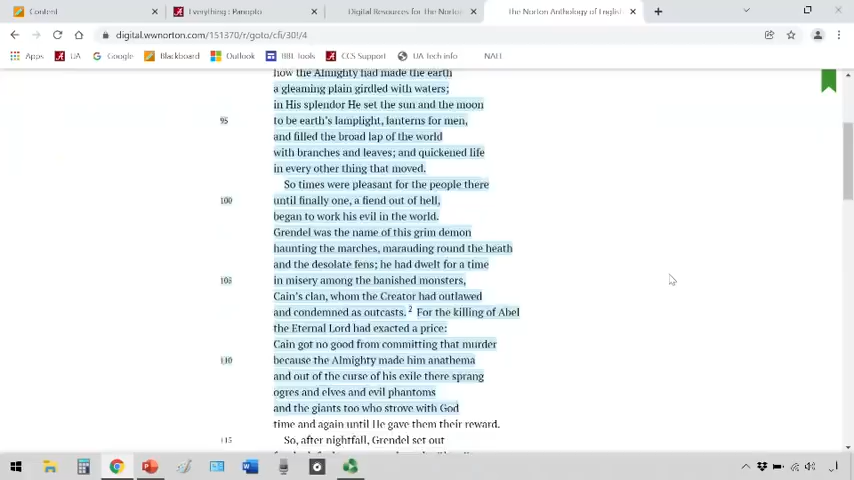 Content
Everything : Panopto
Digital Resources for The Norton
The Norton Anthology of English
digital.wwnorton.com/151370/r/goto/cfi/30!/4
Apps UA Google Blackboard Outlook BBT Tools CCS Support UA Tech info NAEI
how the Almighty had made the earth
a gleaming plain girdled with waters;
in His splendor He set the sun and the moon
95 to be earth's lamplight, lanterns for men,
and filled the broad lap of the world
with branches and leaves; and quickened life
in every other thing that moved.
So times were pleasant for the people there
100 until finally one, a fiend out of hell,
began to work his evil in the world.
Grendel was the name of this grim demon
haunting the marches, marauding round the heath
and the desolate fens; he had dwelt for a time
105 in misery among the banished monsters,
Cain's clan, whom the Creator had outlawed
and condemned as outcasts.2 For the killing of Abel
the Eternal Lord had exacted a price:
Cain got no good from committing that murder
110 because the Almighty made him anathema
and out of the curse of his exile there sprang
ogres and elves and evil phantoms
and the giants too who strove with God
time and again until He gave them their reward.
115 So, after nightfall, Grendel set out